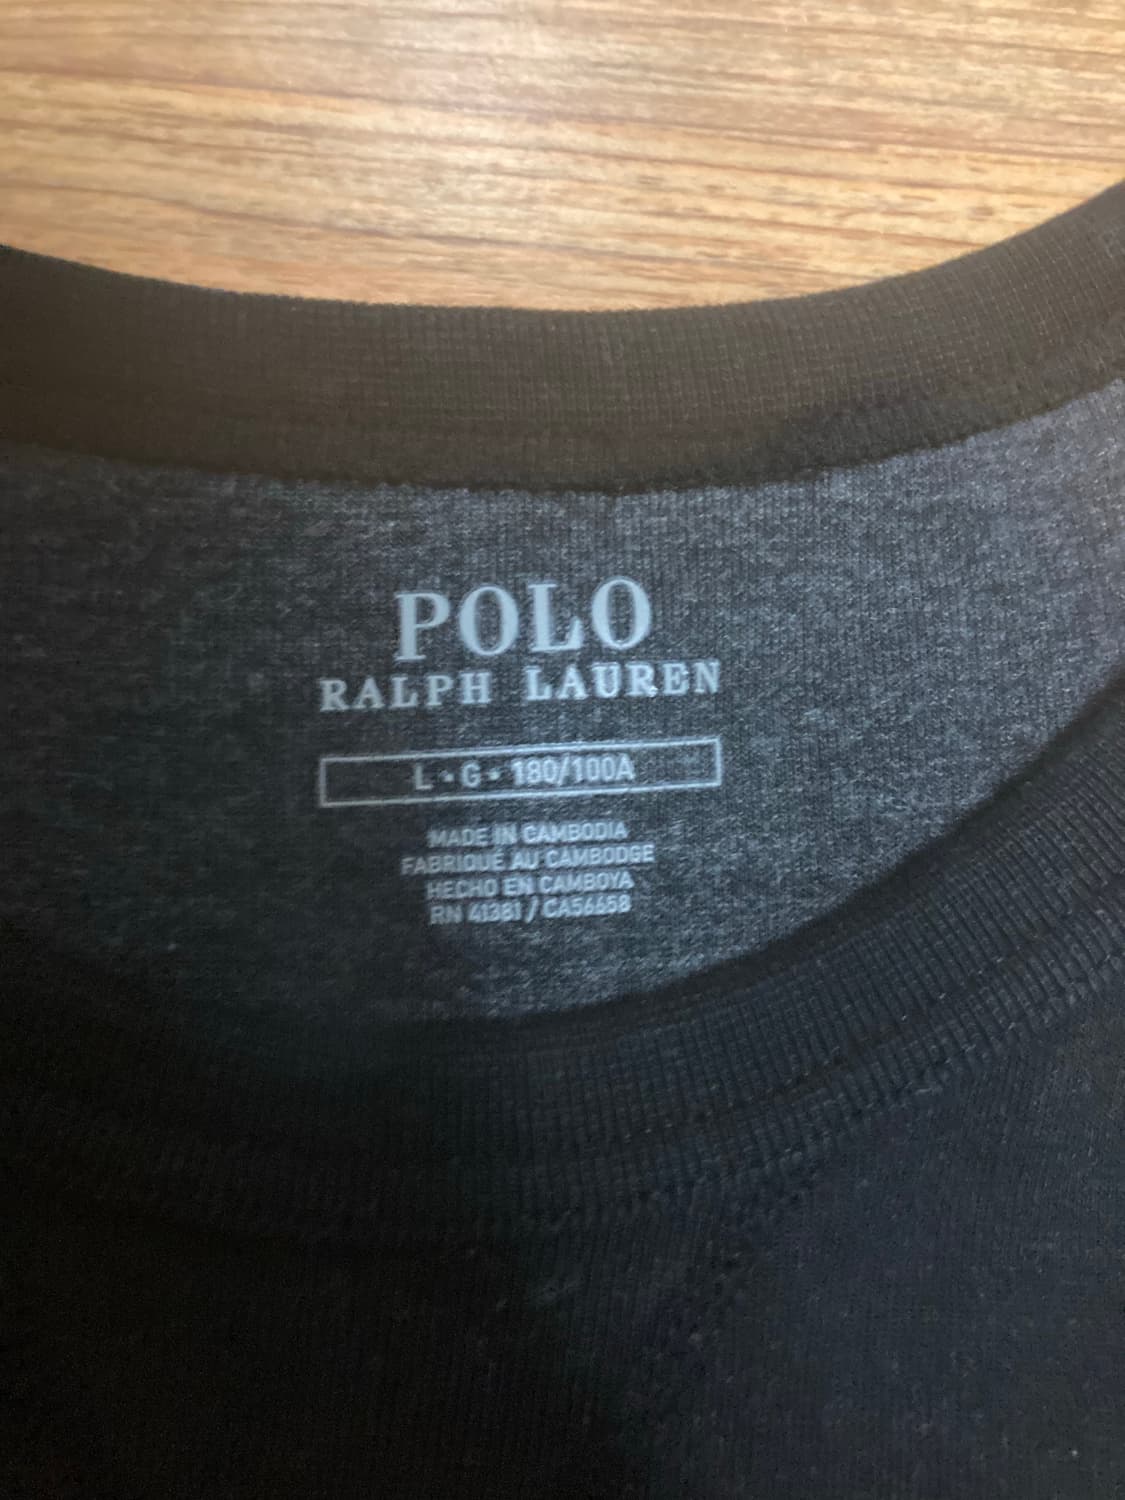 POLO
RALPH LAUREN
L • G • 180/100A
MADE IN CAMBODIA
FABRIQUÉ AU CAMBODGE
HECHO EN CAMBOYA
RN 41381 / CA56658